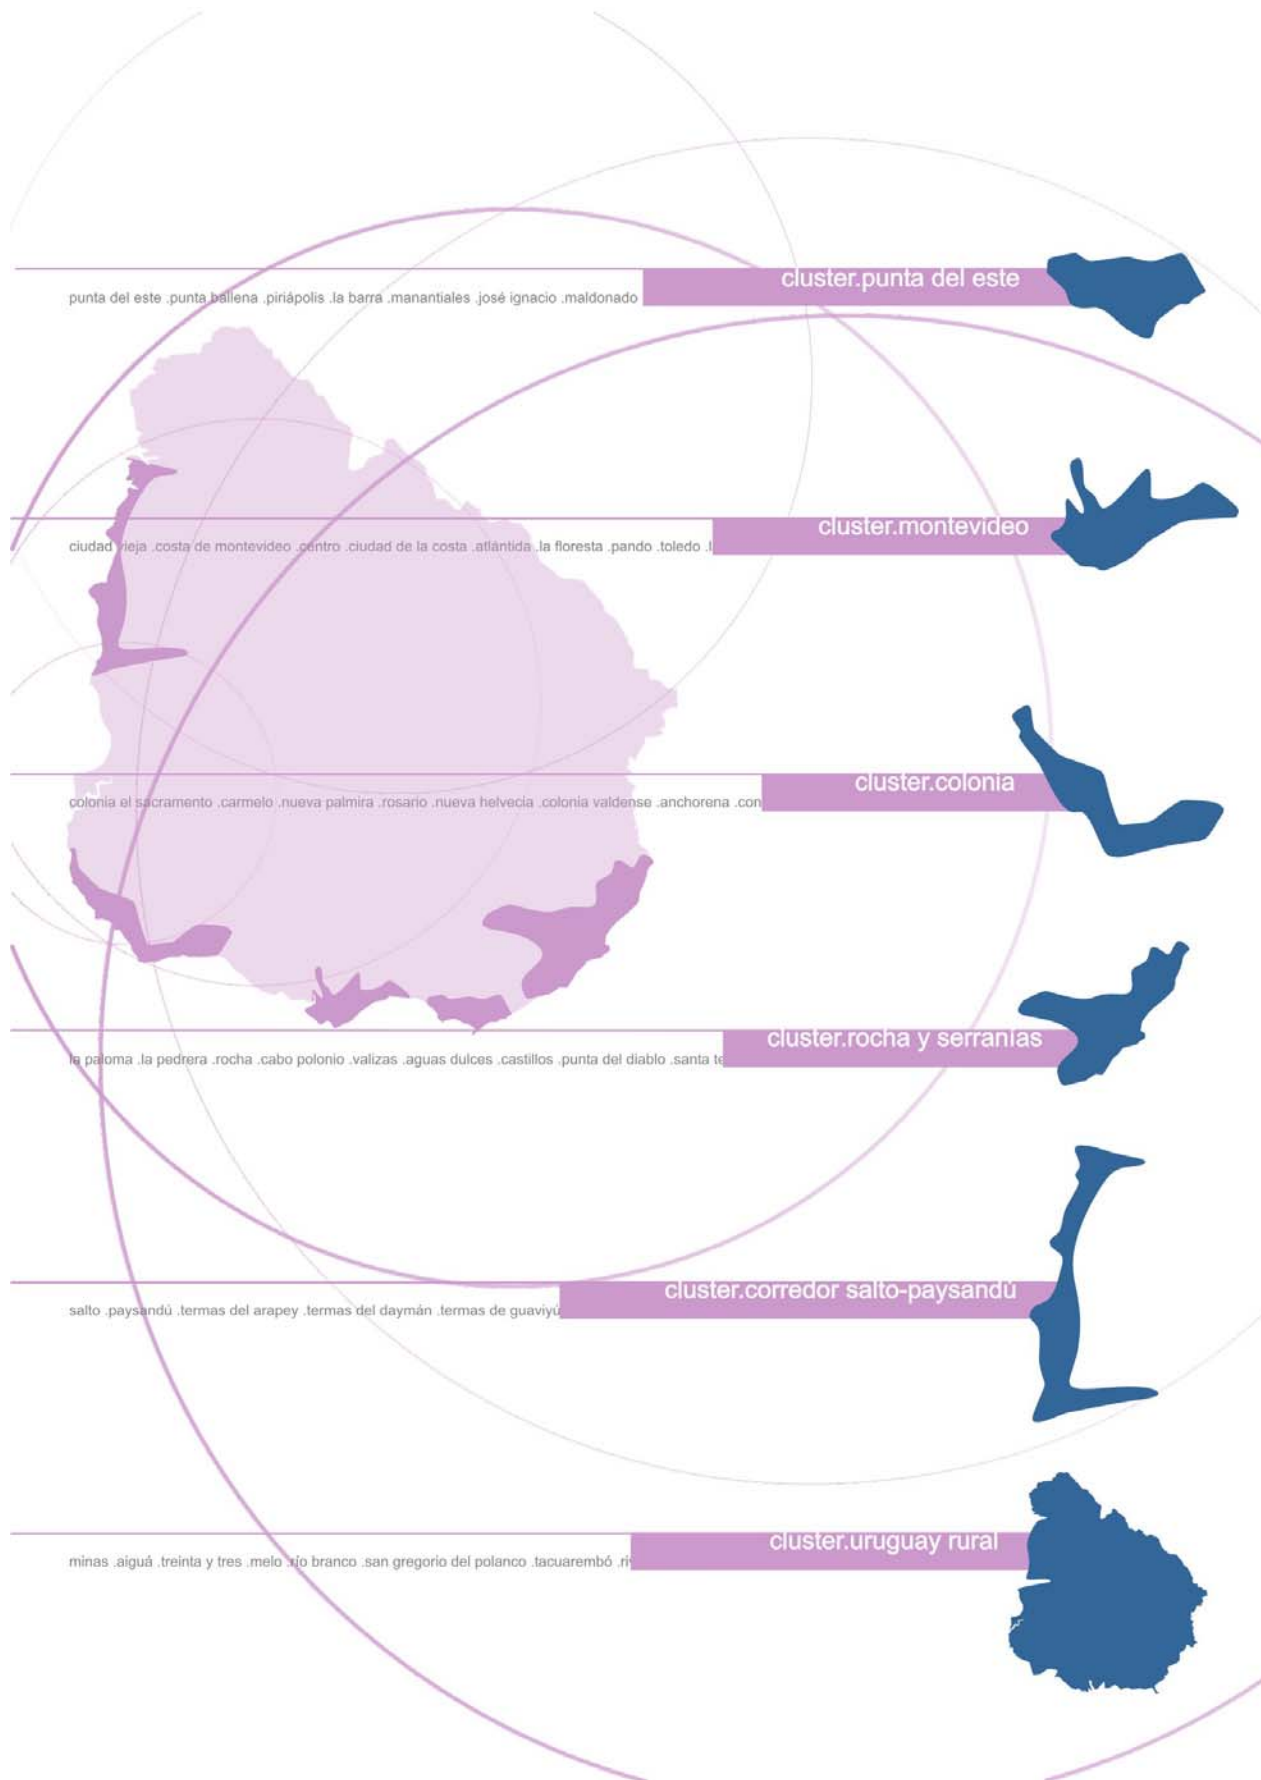 cluster.punta del este
punta del este .punta ballena .piriápolis .la barra .manantiales .josé ignacio .maldonado
cluster.montevideo
ciudad vieja .costa de montevideo .centro .ciudad de la costa .atlántida .la floresta .pando .toledo .l
cluster.colonia
colonia el sacramento .carmelo .nueva palmira .rosario .nueva helvecia .colonia valdense .anchorena .con
cluster.rocha y serranías
la paloma .la pedrera .rocha .cabo polonio .valizas .aguas dulces .castillos .punta del diablo .santa te
cluster.corredor salto-paysandú
salto .paysandú .termas del arapey .termas del daymán .termas de guaviyú
cluster.uruguay rural
minas .aiguá .treinta y tres .melo .río branco .san gregorio del polanco .tacuarembó .ri